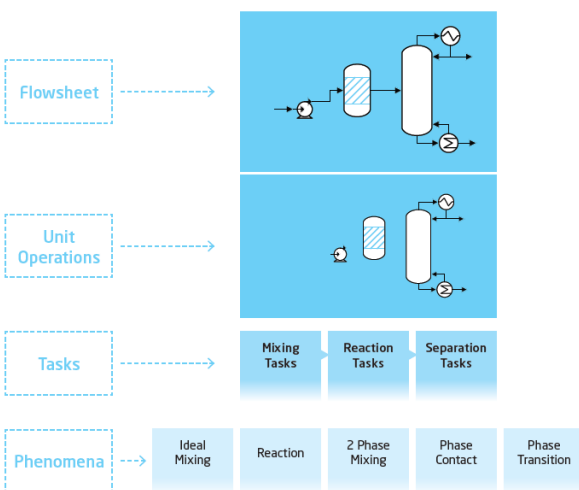 Flowsheet
Unit
Operations
Tasks
Mixing
Tasks
Reaction
Tasks
Separation
Tasks
Phenomena
Ideal
Mixing
Reaction
2 Phase
Mixing
Phase
Contact
Phase
Transition